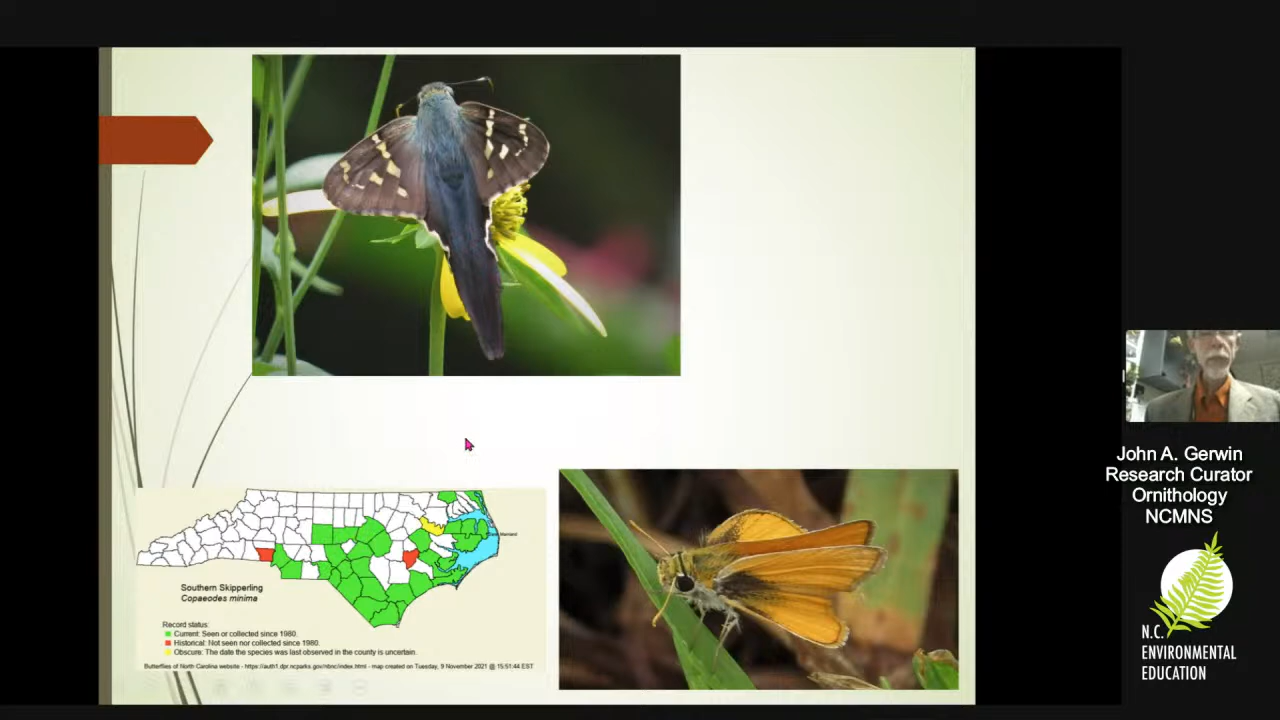 Southern Skipperling
Copaeodes minima
Record status:
Current: Seen or collected since 1980.
Historical: Not seen nor collected since 1980.
Obscure: The date the species was last observed in the county is uncertain.
Butterflies of North Carolina website - https://auth1.dpr.ncparks.gov/nbnc/index.html - map created on Tuesday, 9 November 2021 @ 15:51:44 EST
John A. Gerwin
Research Curator
Ornithology
NCMNS
N.C.
ENVIRONMENTAL
EDUCATION